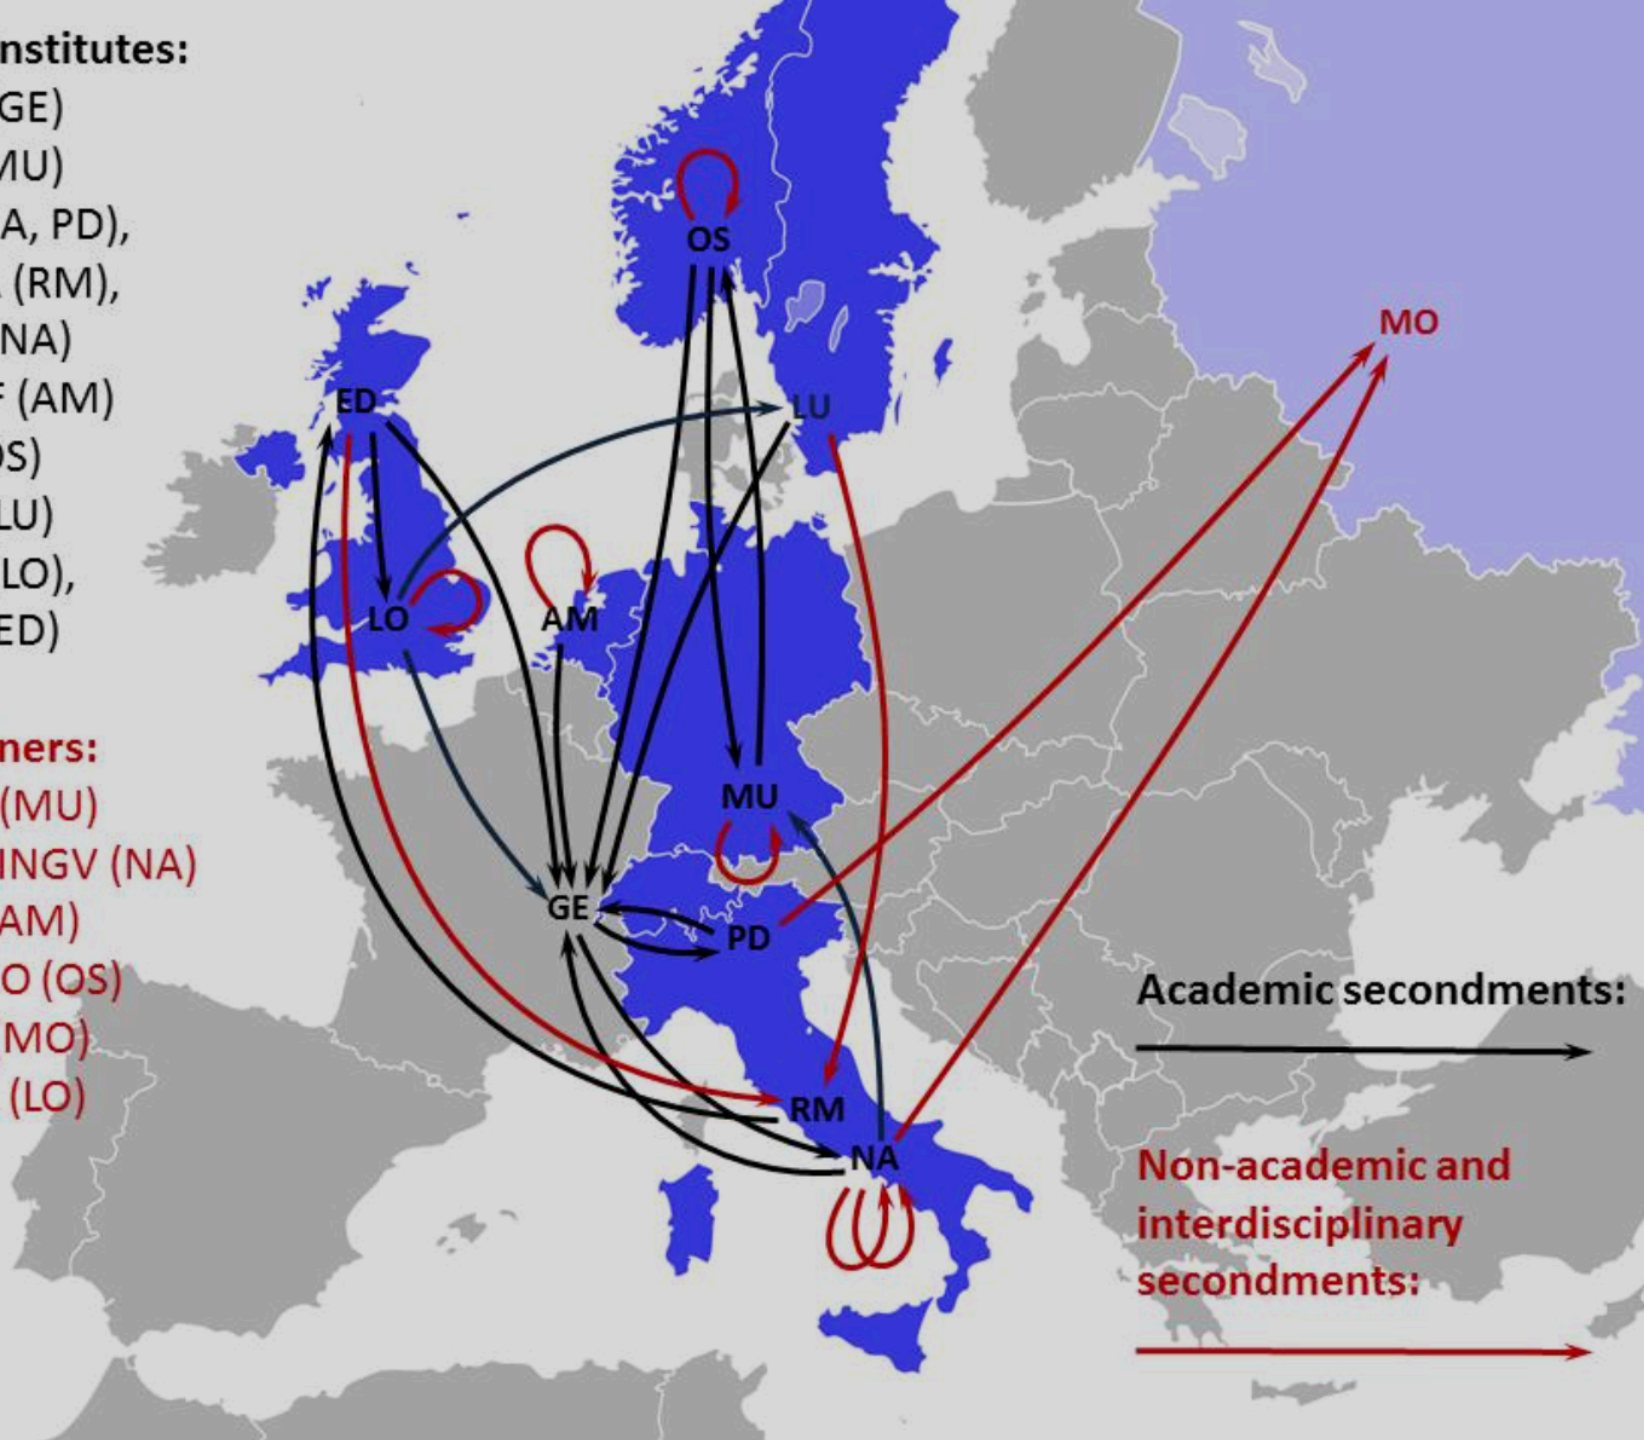 nstitutes:
GE)
MU)
A, PD),
(RM),
NA)
F (AM)
OS)
LU)
LO),
ED)
ners:
(MU)
INGV (NA)
AM)
O (OS)
(MO)
(LO)
OS
MO
ED
LU
LO
AM
MU
GE
PD
RM
NA
Academic secondments:
Non-academic and
interdisciplinary
secondments: